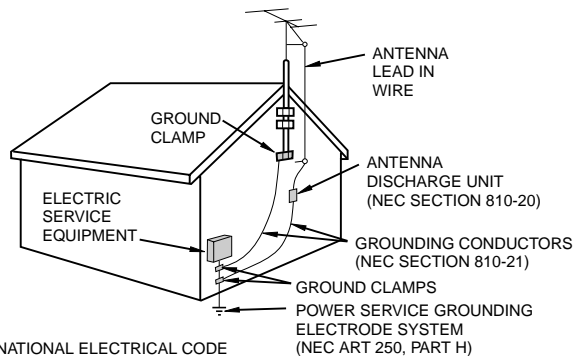 ANTENNA
LEAD IN
WIRE
GROUND
CLAMP
ANTENNA
DISCHARGE UNIT
(NEC SECTION 810-20)
ELECTRIC
SERVICE
EQUIPMENT
GROUNDING CONDUCTORS
(NEC SECTION 810-21)
GROUND CLAMPS
POWER SERVICE GROUNDING
ELECTRODE SYSTEM
(NEC ART 250, PART H)
NATIONAL ELECTRICAL CODE